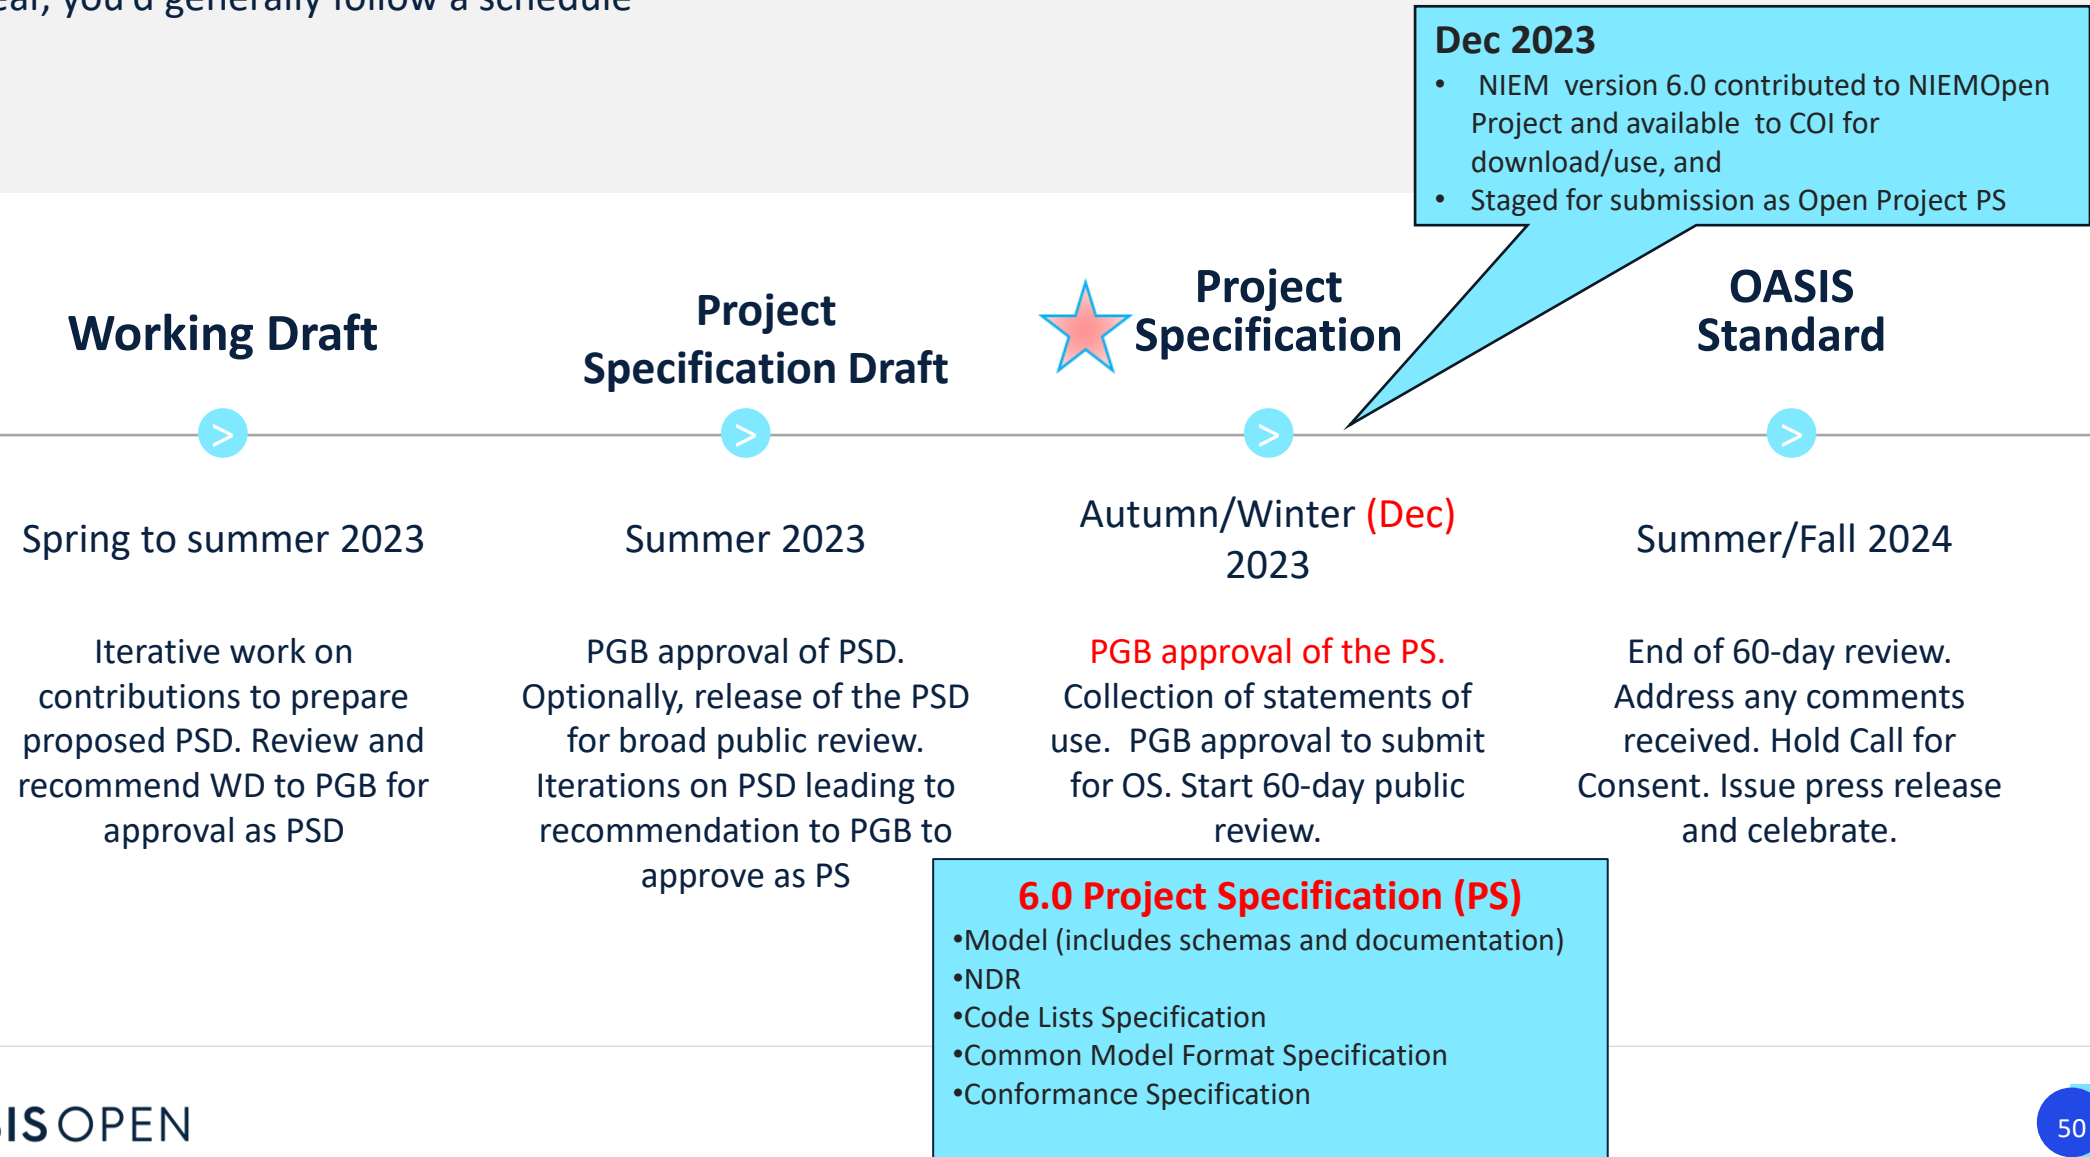 you'd generally follow a schedule
Dec 2023
• NIEM version 6.0 contributed to NIEMOpen
Project and available to COI for
download/use, and
• Staged for submission as Open Project PS
Working Draft
Project
Specification Draft
Project
Specification
OASIS
Standard
>
>
>
>
Spring to summer 2023
Summer 2023
Autumn/Winter (Dec)
2023
Summer/Fall 2024
Iterative work on
contributions to prepare
proposed PSD. Review and
recommend WD to PGB for
approval as PSD
PGB approval of PSD.
Optionally, release of the PSD
for broad public review.
Iterations on PSD leading to
recommendation to PGB to
approve as PS
PGB approval of the PS.
Collection of statements of
use. PGB approval to submit
for OS. Start 60-day public
review.
End of 60-day review.
Address any comments
received. Hold Call for
Consent. Issue press release
and celebrate.
6.0 Project Specification (PS)
•Model (includes schemas and documentation)
•NDR
•Code Lists Specification
•Common Model Format Specification
•Conformance Specification
IS OPEN
50